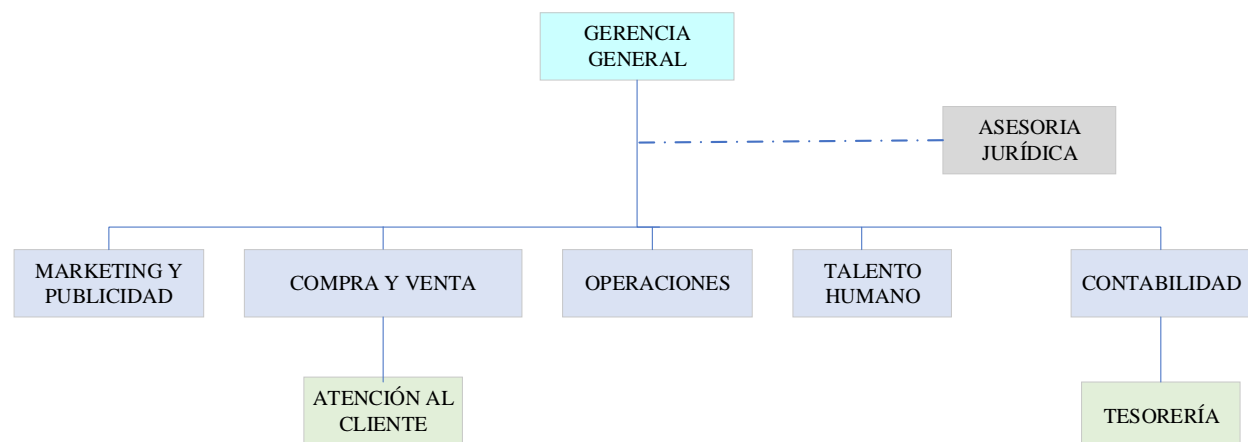 GERENCIA
GENERAL
ASESORIA
JURÍDICA
MARKETING Y
PUBLICIDAD
COMPRA Y VENTA
OPERACIONES
TALENTO
HUMANO
CONTABILIDAD
ATENCIÓN AL
CLIENTE
TESORERÍA